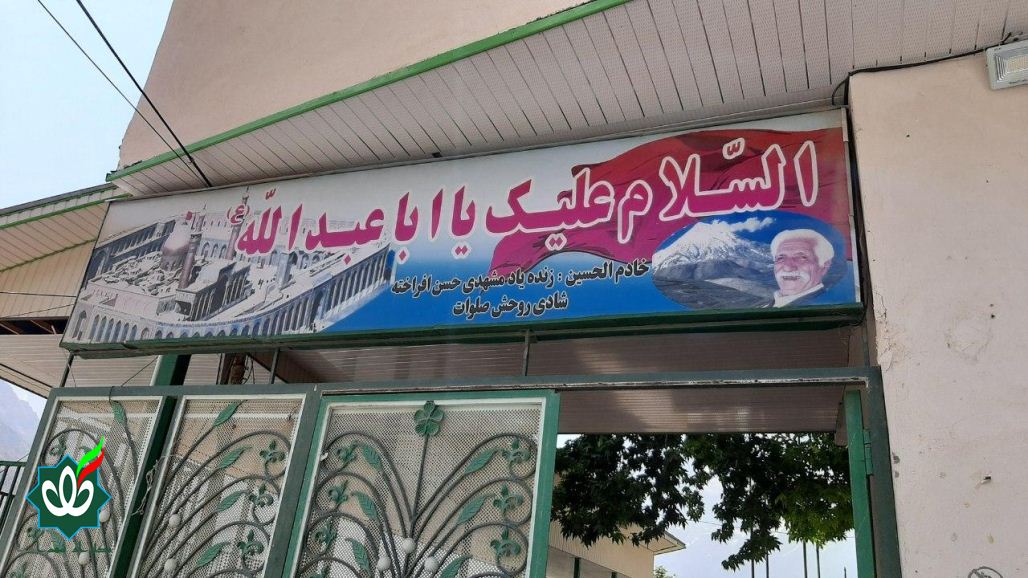 السّلام علیک یا ابا عبدالله (ع)
خادم الحسین : زنده یاد مشهدی حسن افراخته
شادی روحش صلوات